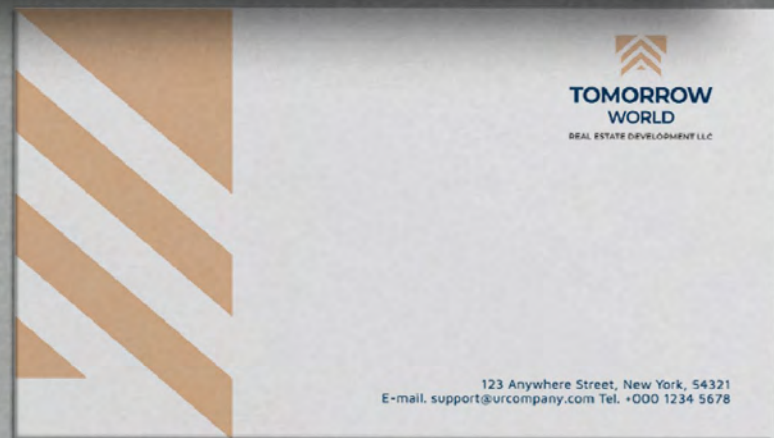 TOMORROW
WORLD
REAL ESTATE DEVELOPMENT LLC
123 Anywhere Street, New York, 54321
E-mail. support@urcompany.com Tel. +000 1234 5678